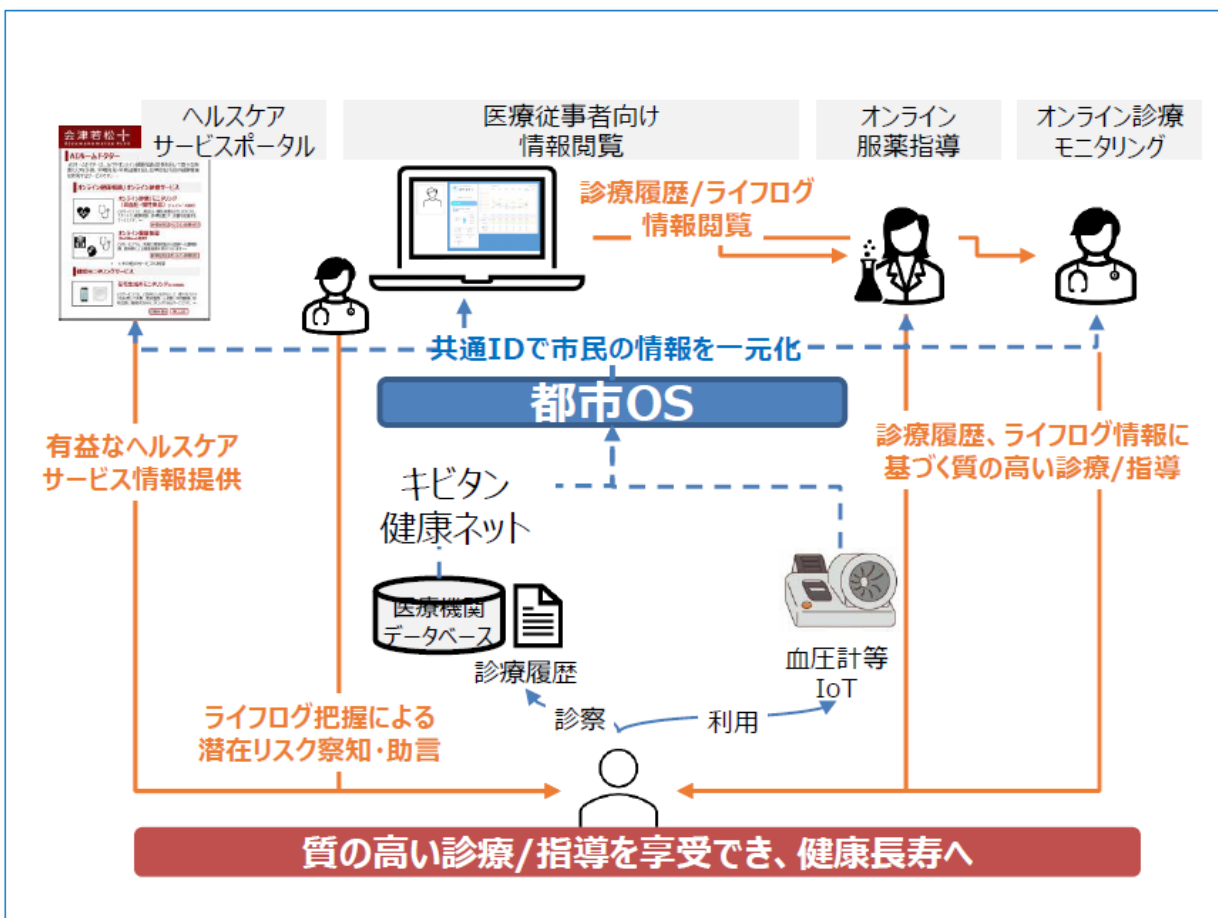 ヘルスケア
サービスポータル
医療従事者向け
情報閲覧
オンライン
服薬指導
オンライン診療
モニタリング
会津若松+
診療履歴/ライフログ
情報閲覧
共通IDで市民の情報を一元化
都市OS
有益なヘルスケア
サービス情報提供
診療履歴、ライフログ情報に
基づく質の高い診療/指導
キビタン
健康ネット
医療機関
データベース
診療履歴
血圧計等
IoT
診察
利用
ライフログ把握による
潜在リスク察知・助言
質の高い診療/指導を享受でき、健康長寿へ